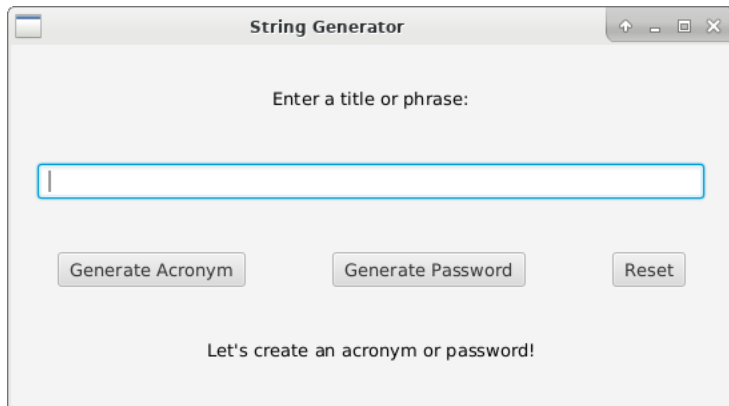 String Generator
Enter a title or phrase:
Generate Acronym Generate Password Reset
Let's create an acronym or password!